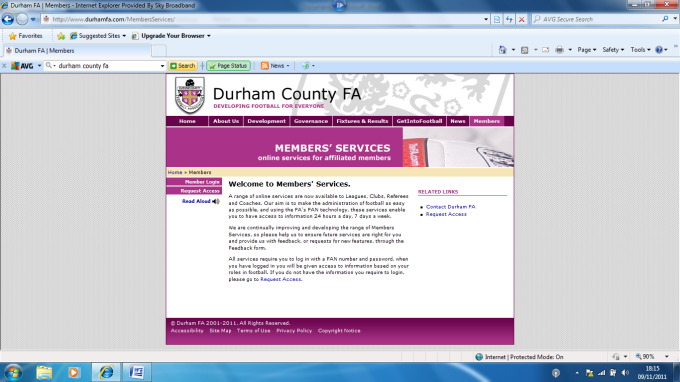 Durham FA | Members - Internet Explorer Provided By Sky Broadband
http://www.durhamfa.com/MembersServices/
AVG Secure Search
Favorites Suggested Sites Upgrade Your Browser
Durham FA | Members
Page Safety Tools
AVG durham county fa Search Page Status News
Durham County FA
DEVELOPING FOOTBALL FOR EVERYONE
Home About Us Development Governance Fixtures & Results GetIntoFootball News Members
MEMBERS' SERVICES
online services for affiliated members
TheFA.com
Home > Members
Member Login
Request Access
Read Aloud
Welcome to Members' Services.
A range of online services are now available to Leagues, Clubs, Referees
and Coaches. Our aim is to make the administration of football as easy
as possible, and using the FA's FAN technology, these services enable
you to have access to information 24 hours a day, 7 days a week.
We are continually improving and developing the range of Members
Services, so please help us to ensure future services are right for you
and provide us with feedback, or requests for new features, through the
Feedback form.
All services require you to log in with a FAN number and password, when
you have logged in you will be given access to information based on your
roles in football. If you do not have the information you require to login,
please go to Request Access.
RELATED LINKS
Contact Durham FA
Request Access
© Durham FA 2001-2011, All Rights Reserved.
Accessibility Site Map Terms of Use Privacy Policy Copyright Notice
Internet | Protected Mode: On
90%
18:15
09/11/2011